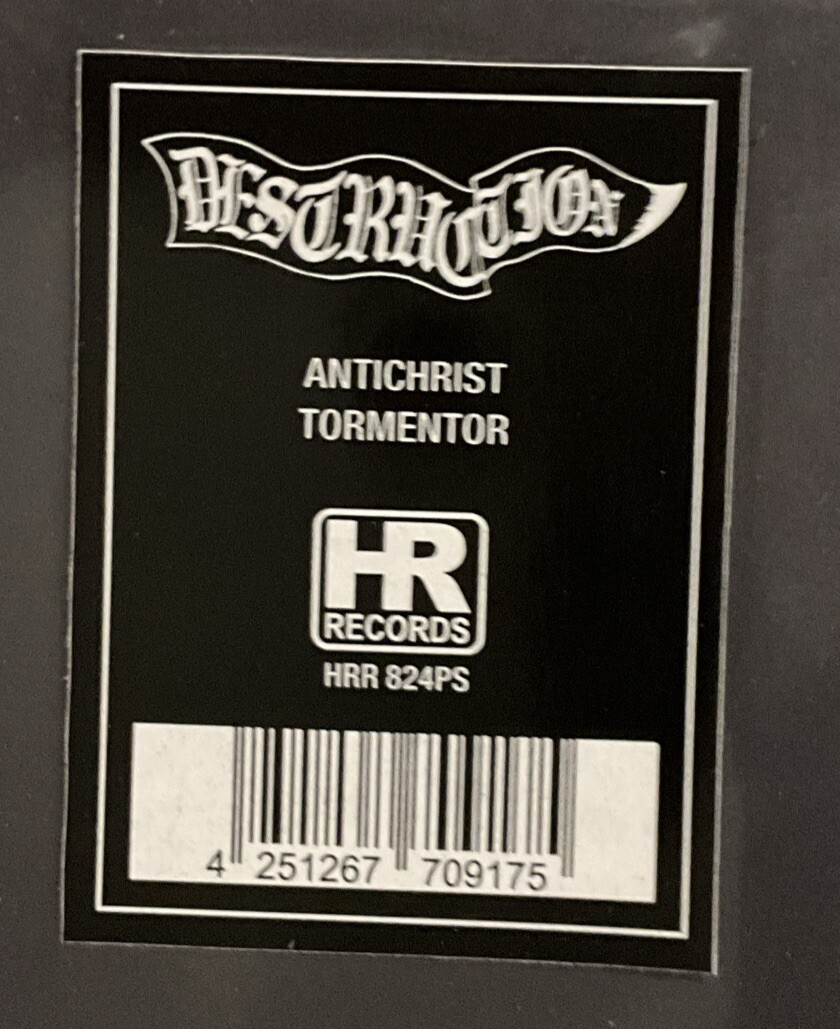 DESTRUCTION
ANTICHRIST
TORMENTOR
HR
RECORDS
HRR 824PS
4 251267 709175